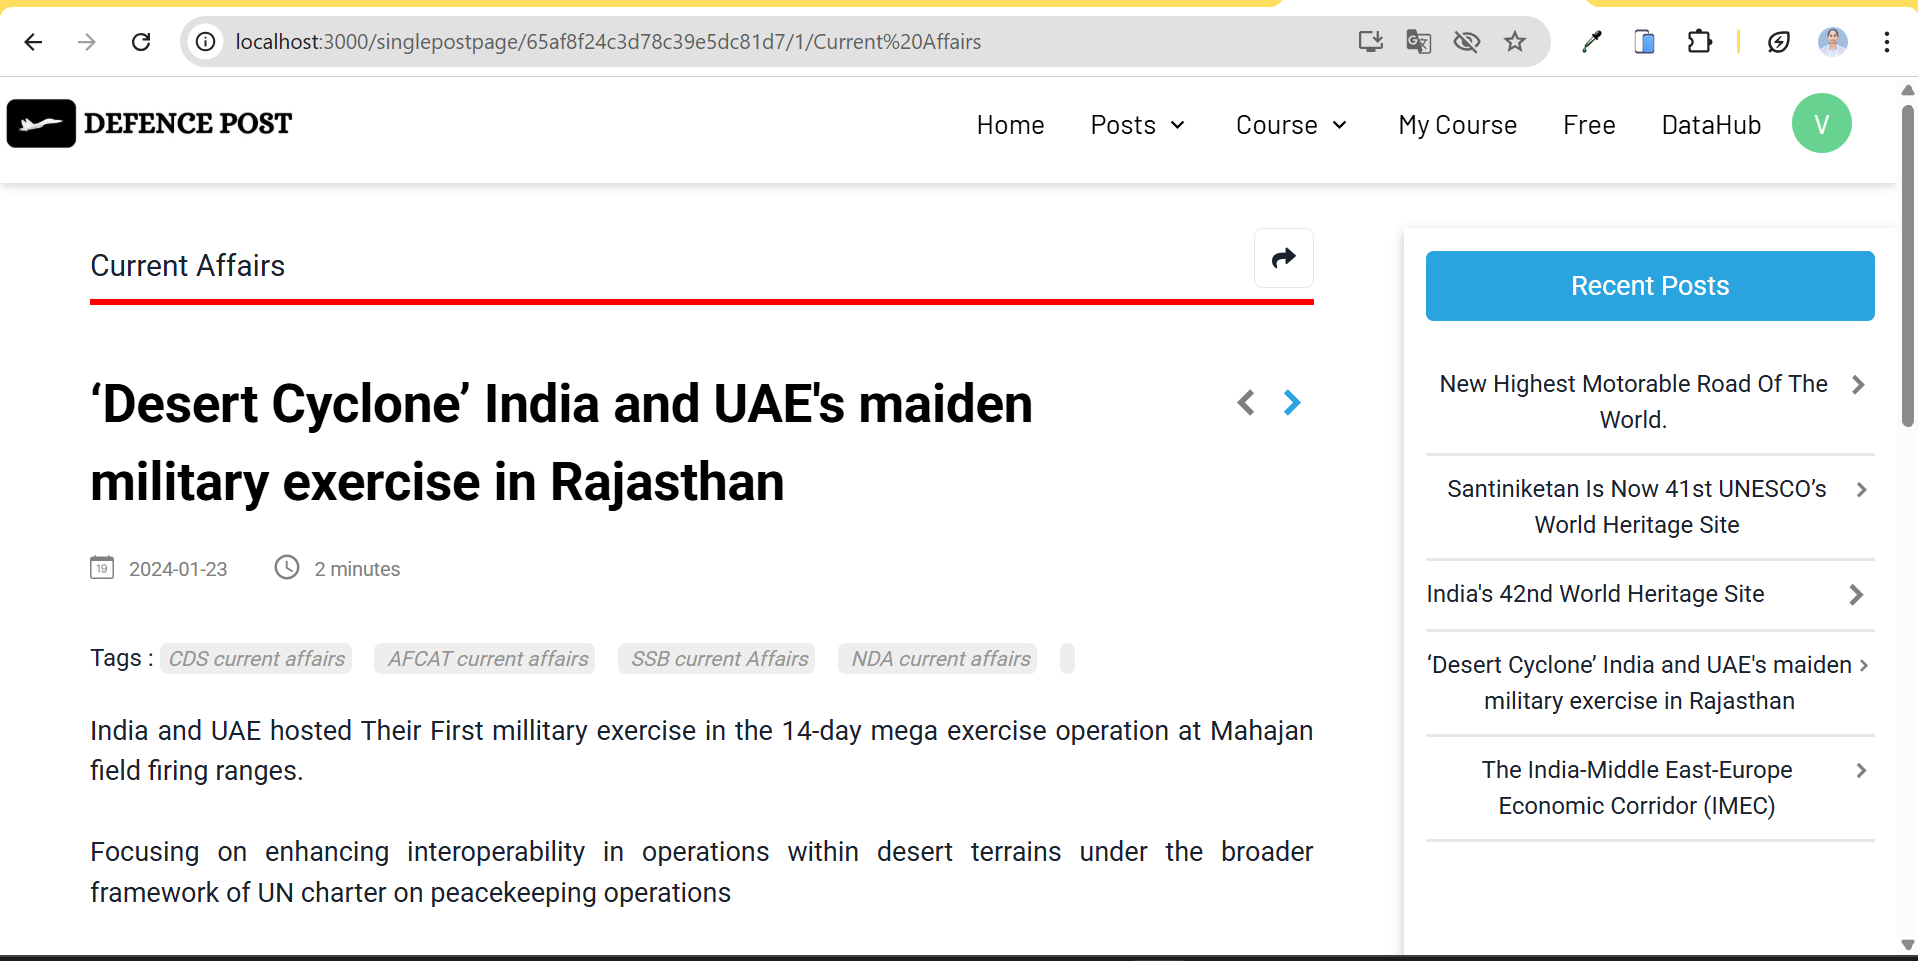 localhost:3000/singlepostpage/65af8f24c3d78c39e5dc81d7/1/Current%20Affairs
DEFENCE POST
Home
Posts
Course
My Course
Free
DataHub
V
Current Affairs
‘Desert Cyclone’ India and UAE's maiden
military exercise in Rajasthan
19
2024-01-23
2 minutes
Tags :
CDS current affairs
AFCAT current affairs
SSB current Affairs
NDA current affairs
India and UAE hosted Their First millitary exercise in the 14-day mega exercise operation at Mahajan
field firing ranges.
Focusing on enhancing interoperability in operations within desert terrains under the broader
framework of UN charter on peacekeeping operations
Recent Posts
New Highest Motorable Road Of The
World.
Santiniketan Is Now 41st UNESCO’s
World Heritage Site
India's 42nd World Heritage Site
‘Desert Cyclone’ India and UAE's maiden
military exercise in Rajasthan
The India-Middle East-Europe
Economic Corridor (IMEC)